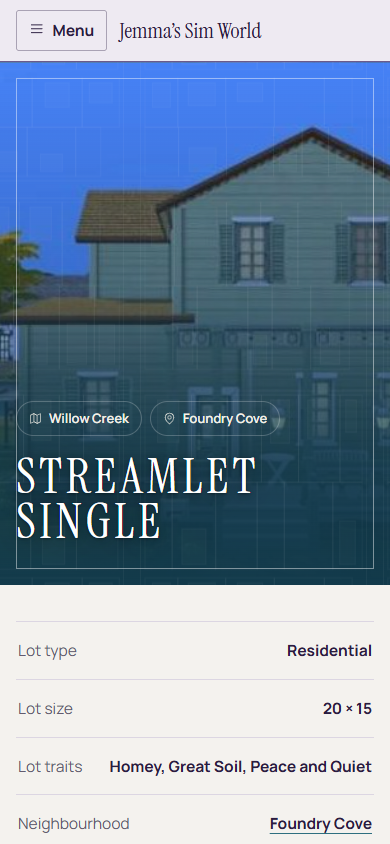 Menu
Jemma's Sim World
Willow Creek
Foundry Cove
STREAMLET
SINGLE
Lot type
Residential
Lot size
20 × 15
Lot traits
Homey, Great Soil, Peace and Quiet
Neighbourhood
Foundry Cove